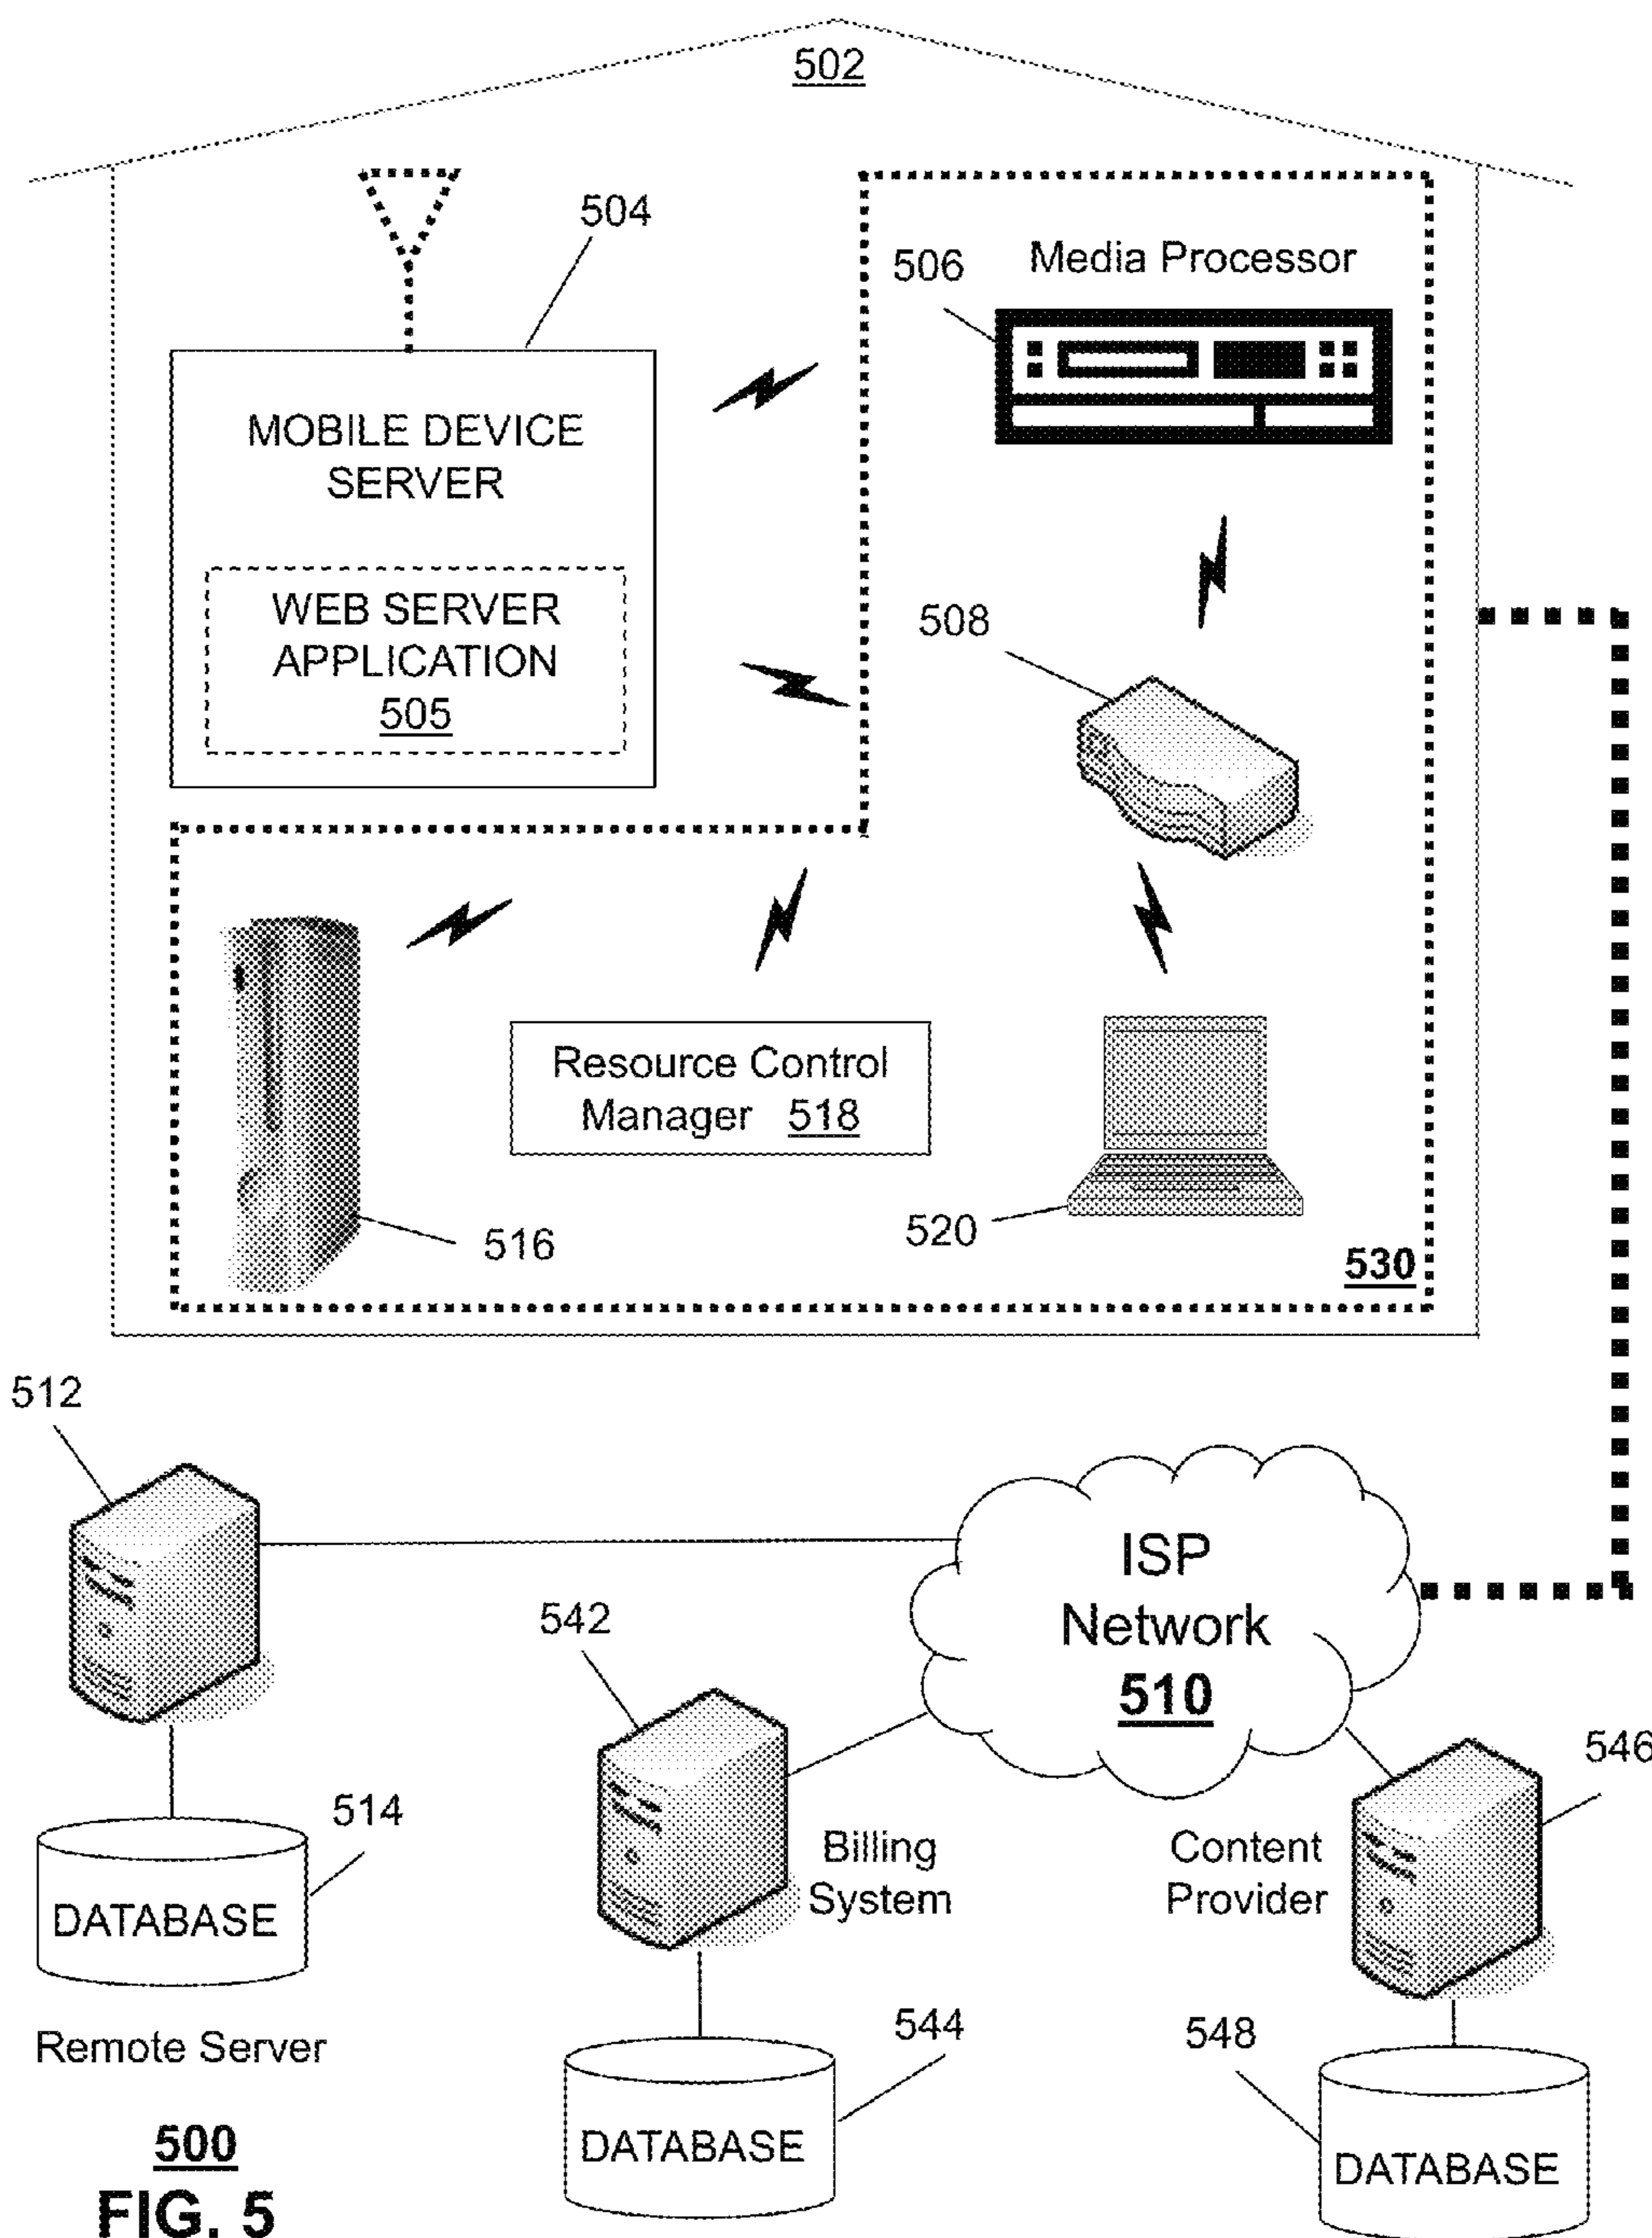 502
504
506
Media Processor
MOBILE DEVICE
SERVER
WEB SERVER
APPLICATION
505
508
Resource Control
Manager 518
516
520
530
512
ISP
Network
510
542
546
514
Billing
System
Content
Provider
DATABASE
Remote Server
544
548
DATABASE
DATABASE
500
FIG. 5